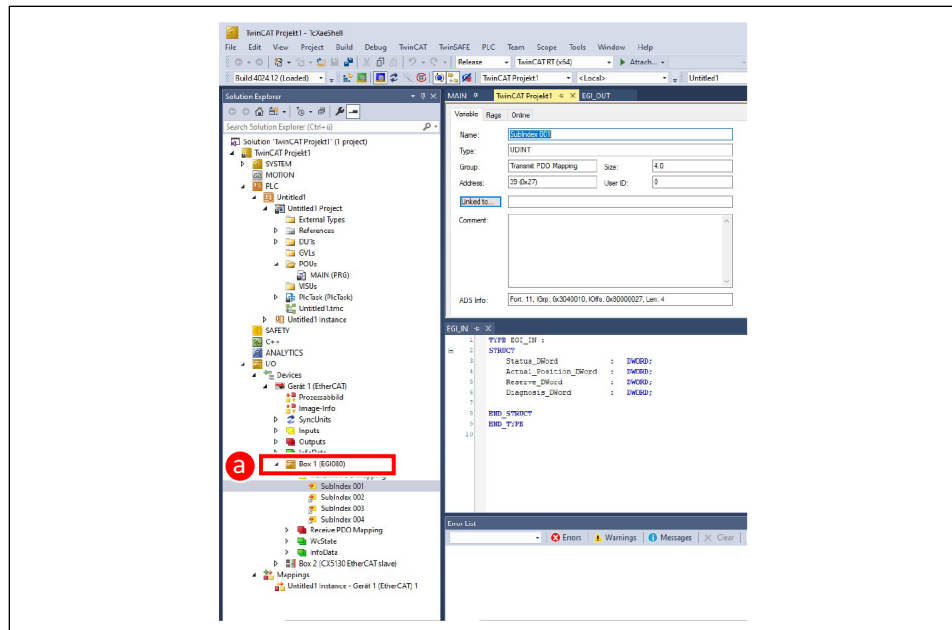 TwinCAT Projekt1 - TcXaeShell
File Edit View Project Build Debug TwinCAT TwinSAFE PLC Team Scope Tools Window Help
Release TwinCAT RT (x64) Attach...
Build 4024.12 (Loaded) TwinCAT Projekt1 <Local> Untitled1
Solution Explorer
Search Solution Explorer (Ctrl+ü)
Solution 'TwinCAT Projekt1' (1 project)
TwinCAT Projekt1
SYSTEM
MOTION
PLC
Untitled1
Untitled1 Project
External Types
References
DUTs
GVLs
POUs
MAIN (PRG)
VISUs
PlcTask (PlcTask)
Untitled1.tmc
Untitled1 Instance
SAFETY
C++
ANALYTICS
I/O
Devices
Gerät 1 (EtherCAT)
Prozessabbild
Image-Info
SyncUnits
Inputs
Outputs
InfoData
a
Box 1 (EGI080)
SubIndex 001
SubIndex 002
SubIndex 003
SubIndex 004
Receive PDO Mapping
WcState
InfoData
Box 2 (CX5130 EtherCAT slave)
Mappings
Untitled1 Instance - Gerät 1 (EtherCAT) 1
MAIN TwinCAT Projekt1 EGI_OUT
Variable Flags Online
Name: SubIndex 001
Type: UDINT
Group: Transmit PDO Mapping Size: 4.0
Address: 39 (0x27) User ID: 0
Linked to...
Comment:
ADS Info: Port: 11, IGrp: 0x3040010, IOffs: 0x80000027, Len: 4
EGI_IN
1 TYPE EGI_IN :
2 STRUCT
3 Status_DWord : DWORD;
4 Actual_Position_DWord : DWORD;
5 Reserve_DWord : DWORD;
6 Diagnosis_DWord : DWORD;
7
8 END_STRUCT
9 END_TYPE
10
Error List
Errors Warnings Messages Clear